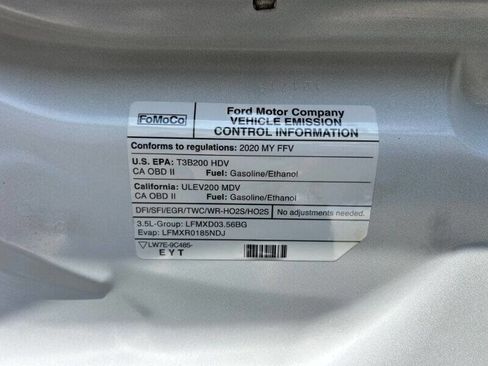 FoMoCo
Ford Motor Company
VEHICLE EMISSION
CONTROL INFORMATION
Conforms to regulations: 2020 MY FFV
U.S. EPA: T3B200 HDV
CA OBD II Fuel: Gasoline/Ethanol
California: ULEV200 MDV
CA OBD II Fuel: Gasoline/Ethanol
DFI/SFI/EGR/TWC/WR-HO2S/HO2S No adjustments needed.
3.5L-Group: LFMXD03.56BG
Evap: LFMXR0185NDJ
LW7E-9C485-
EYT